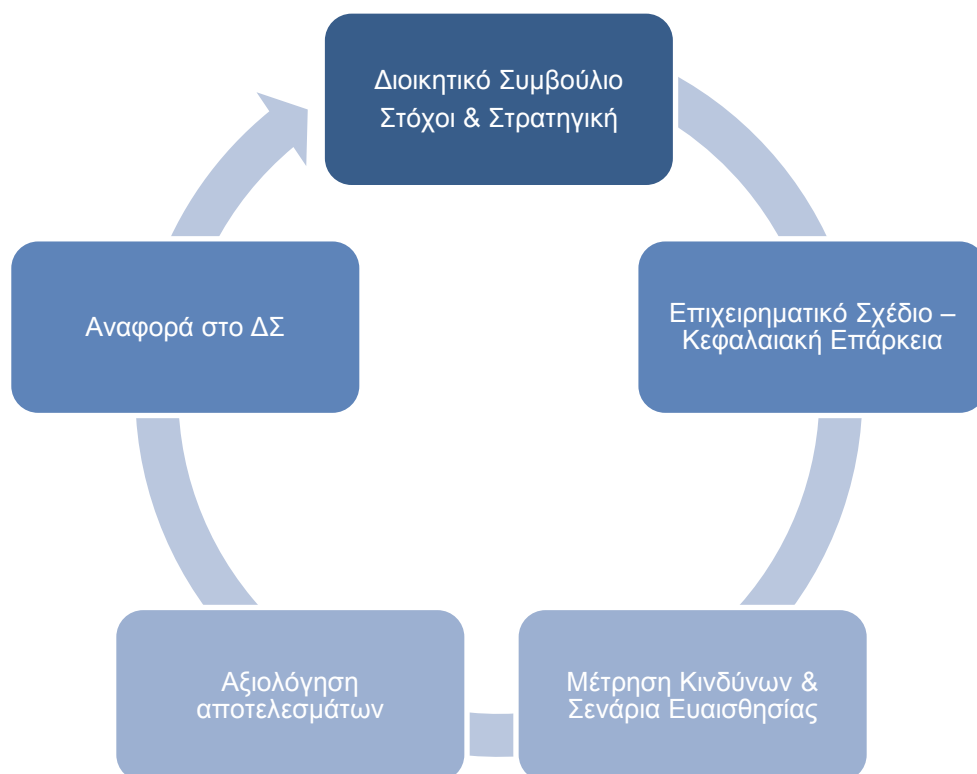 Διοικητικό Συμβούλιο
Στόχοι & Στρατηγική
Επιχειρηματικό Σχέδιο –
Κεφαλαιακή Επάρκεια
Μέτρηση Κινδύνων &
Σενάρια Ευαισθησίας
Αξιολόγηση
αποτελεσμάτων
Αναφορά στο ΔΣ